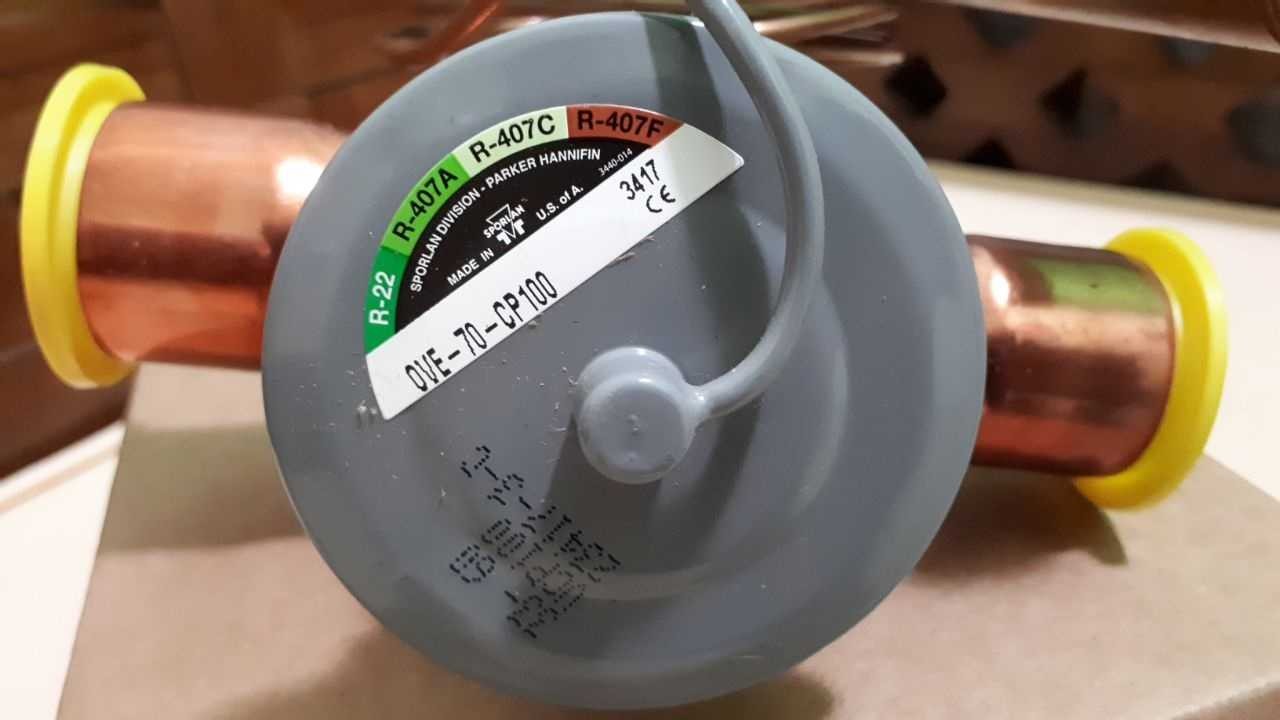 R-22 R-407A R-407C R-407F
SPORLAN DIVISION - PARKER HANNIFIN
3440-014
MADE IN SPORLAN U.S. of A.
3417
CE
OVE-70-CP100